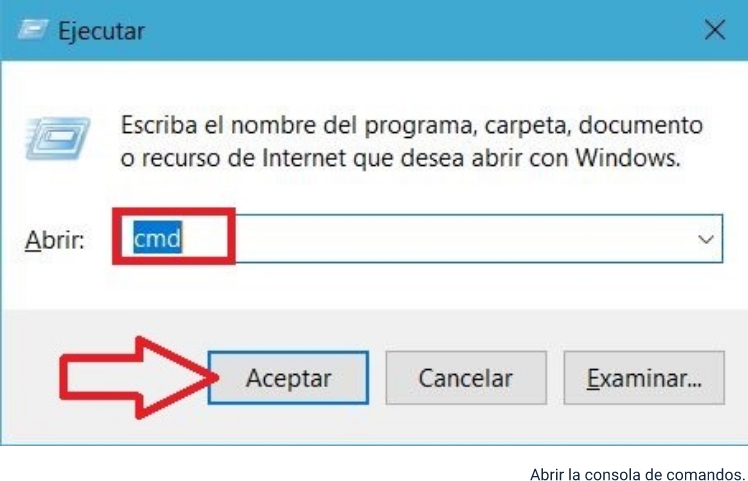 Ejecutar
Escriba el nombre del programa, carpeta, documento
o recurso de Internet que desea abrir con Windows.
Abrir: cmd
Aceptar Cancelar Examinar...
Abrir la consola de comandos.